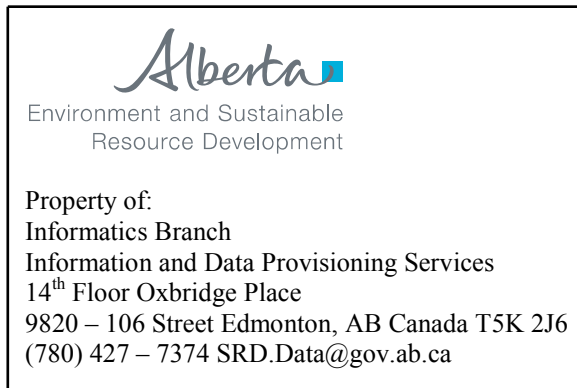 Alberta
Environment and Sustainable
Resource Development
Property of:
Informatics Branch
Information and Data Provisioning Services
14th Floor Oxbridge Place
9820 – 106 Street Edmonton, AB Canada T5K 2J6
(780) 427 – 7374 SRD.Data@gov.ab.ca